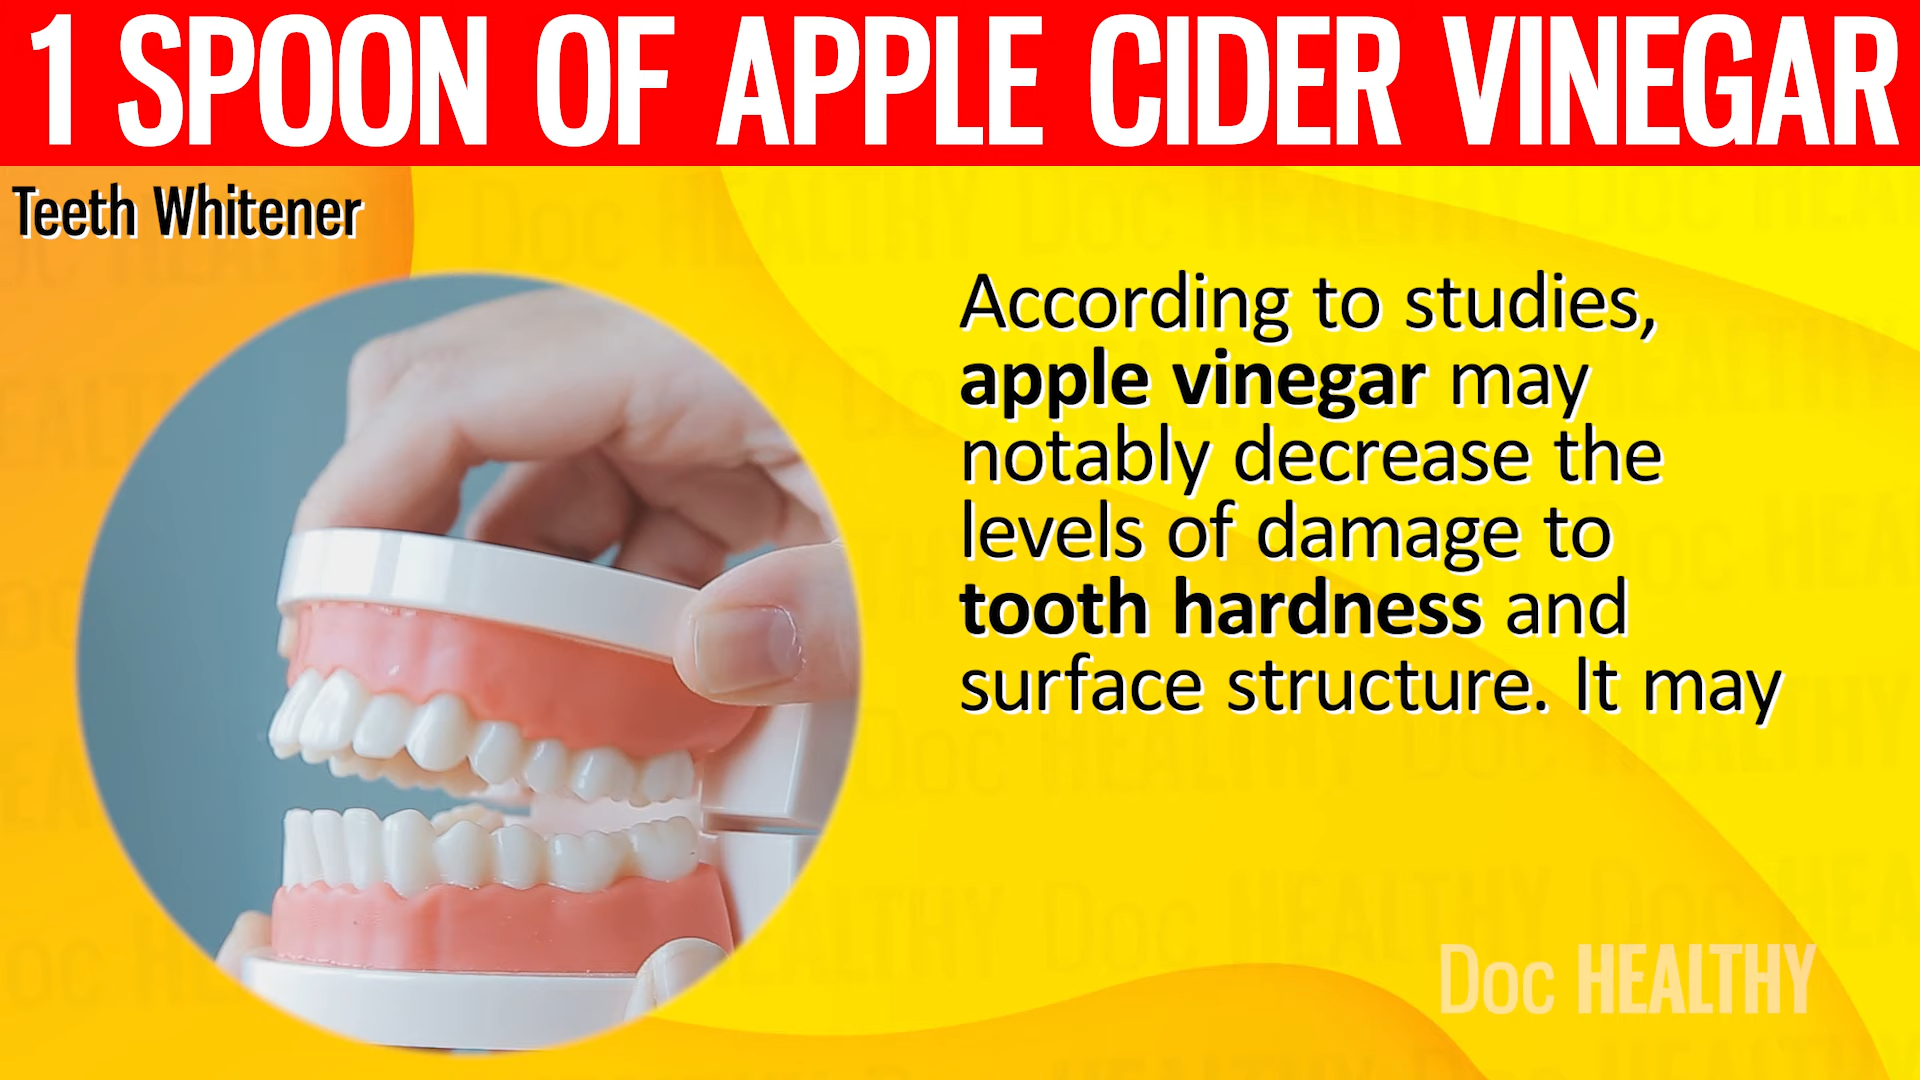 1 SPOON OF APPLE CIDER VINEGAR
Teeth Whitener
According to studies,
apple vinegar may
notably decrease the
levels of damage to
tooth hardness and
surface structure. It may
Doc HEALTHY